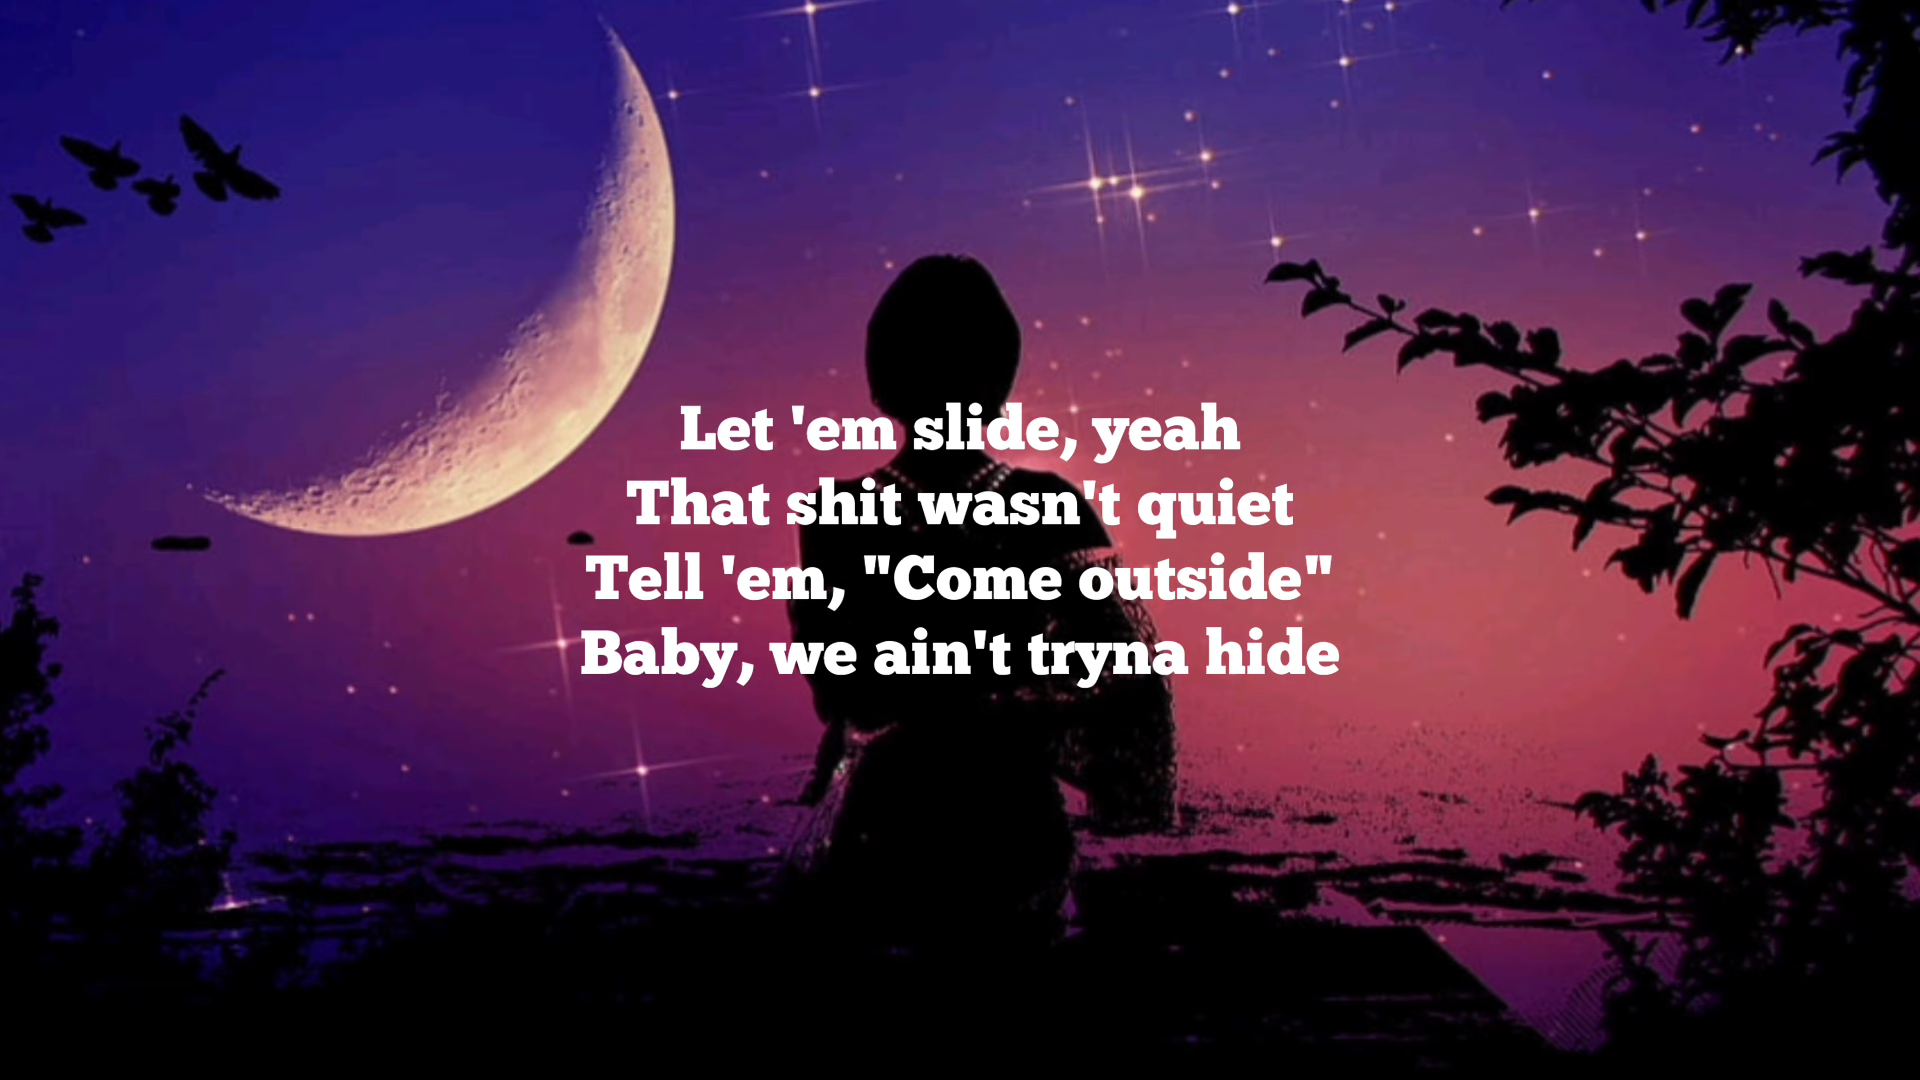 Let 'em slide, yeah
That shit wasn't quiet
Tell 'em, "Come outside"
Baby, we ain't tryna hide